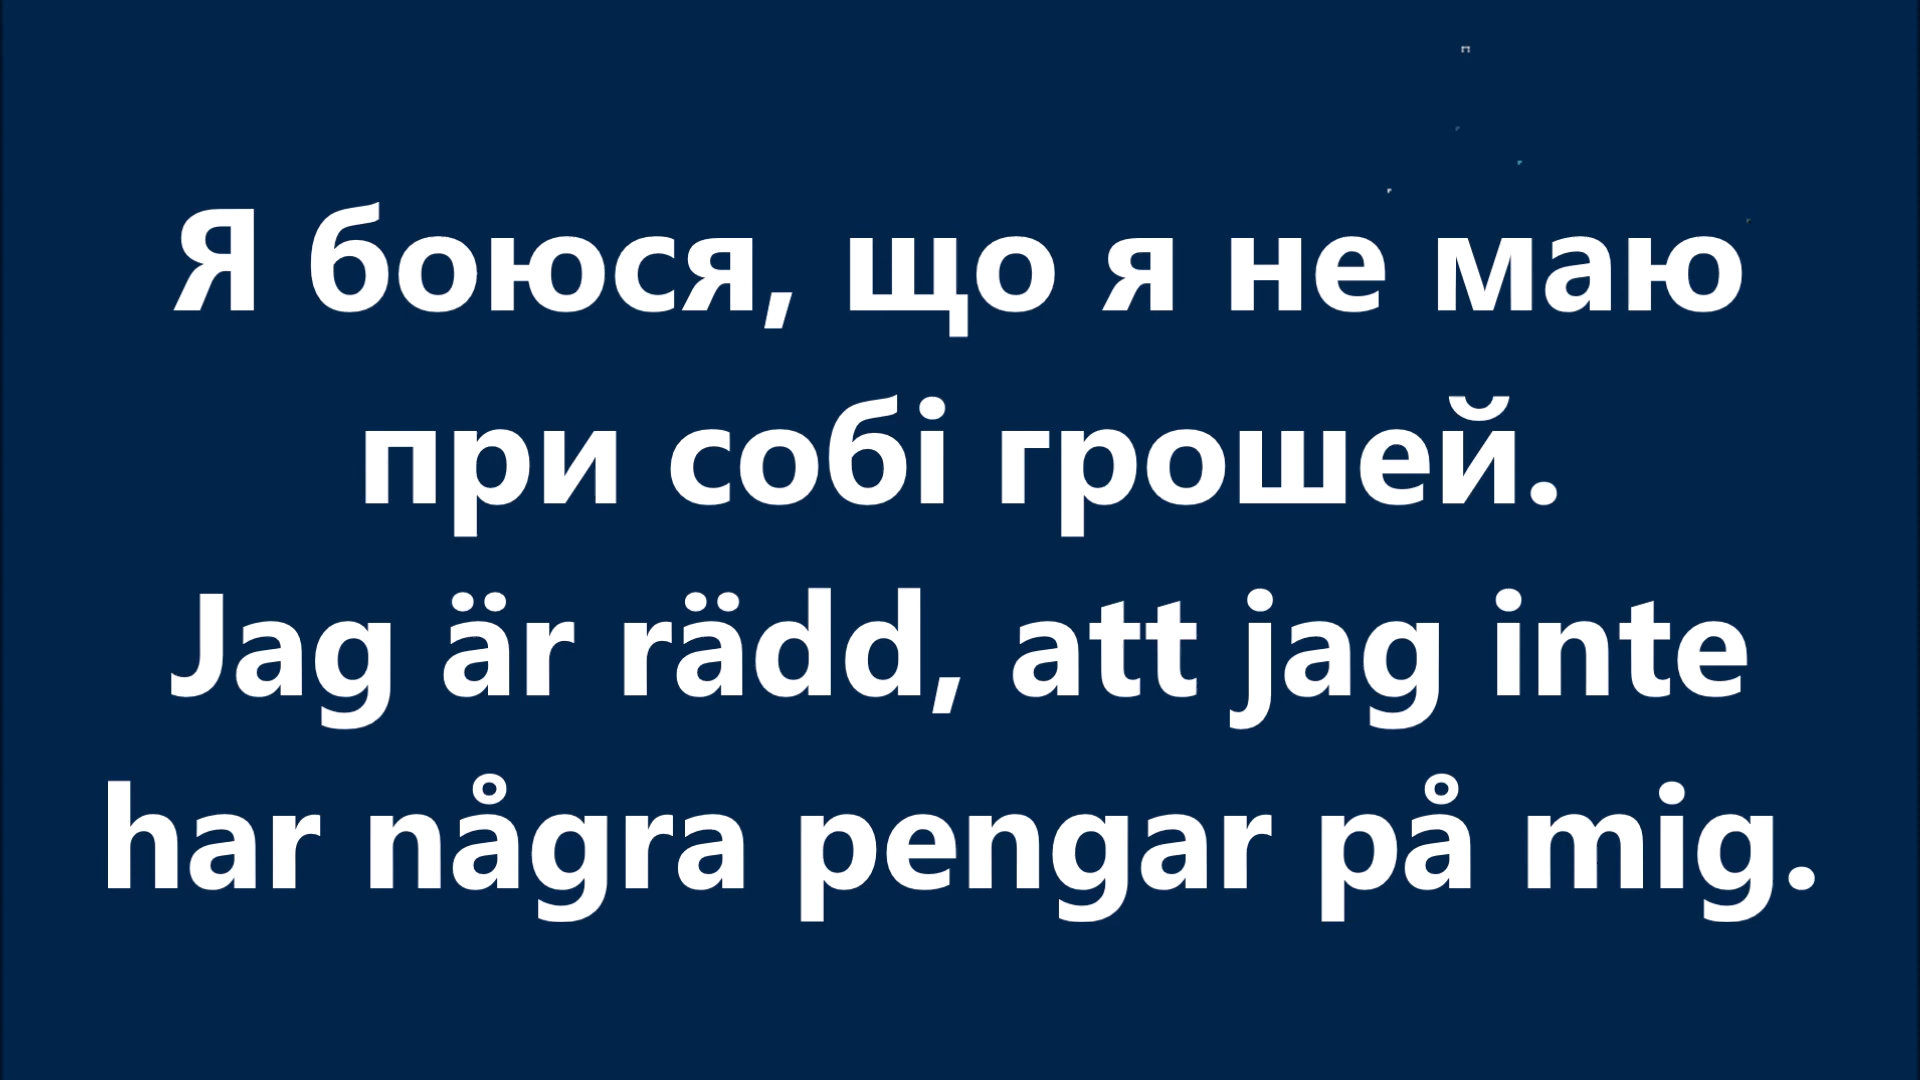 Я боюся, що я не маю
при собі грошей.
Jag är rädd, att jag inte
har några pengar på mig.